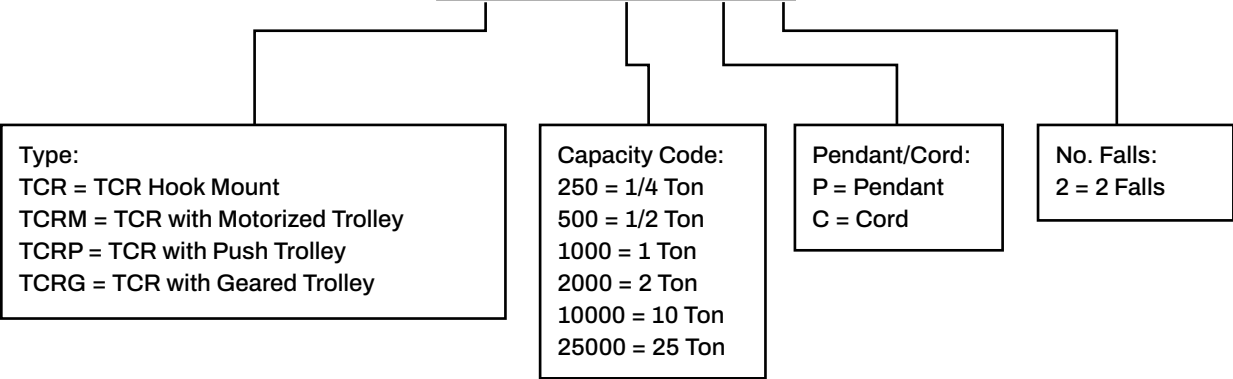 Type:
TCR = TCR Hook Mount
TCRM = TCR with Motorized Trolley
TCRP = TCR with Push Trolley
TCRG = TCR with Geared Trolley
Capacity Code:
250 = 1/4 Ton
500 = 1/2 Ton
1000 = 1 Ton
2000 = 2 Ton
10000 = 10 Ton
25000 = 25 Ton
Pendant/Cord:
P = Pendant
C = Cord
No. Falls:
2 = 2 Falls